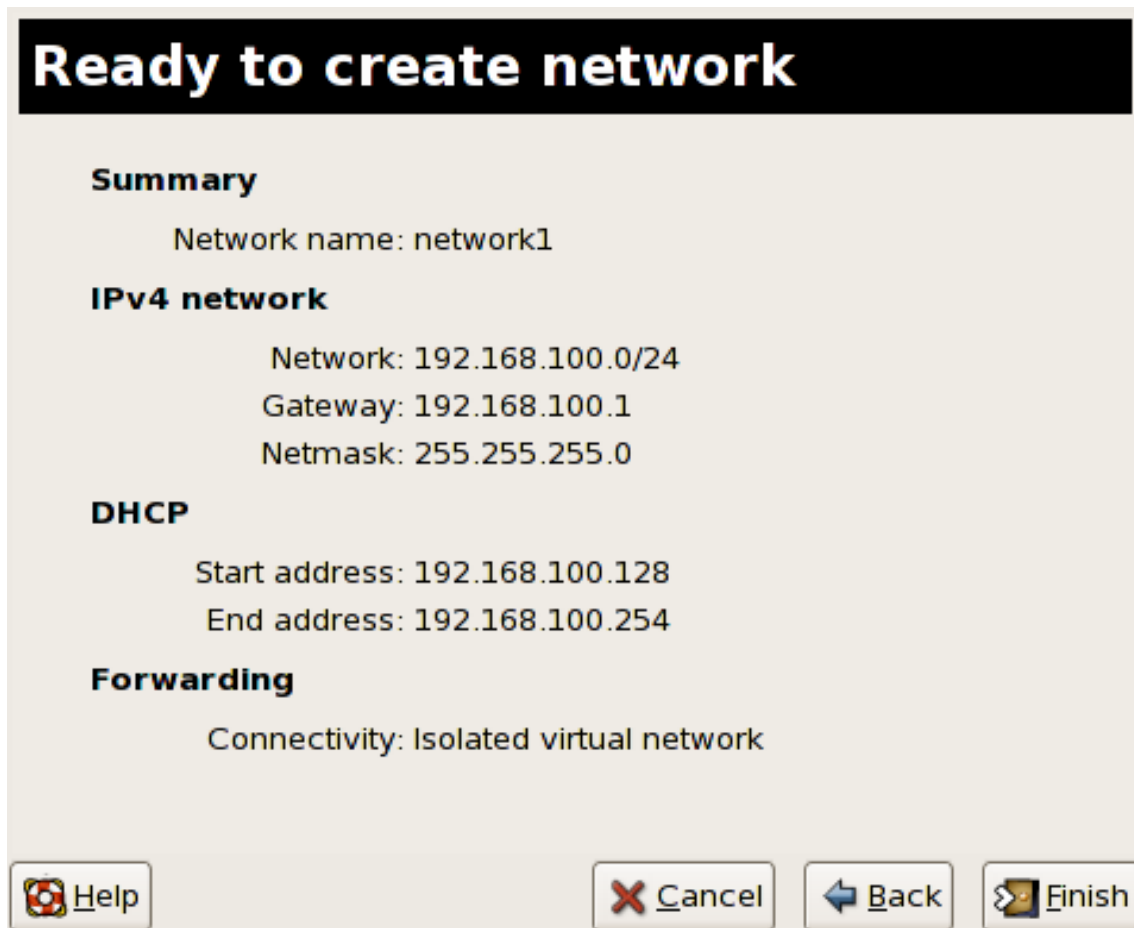 Ready to create network
Summary
Network name: network1
IPv4 network
Network: 192.168.100.0/24
Gateway: 192.168.100.1
Netmask: 255.255.255.0
DHCP
Start address: 192.168.100.128
End address: 192.168.100.254
Forwarding
Connectivity: Isolated virtual network
Help Cancel Back Finish